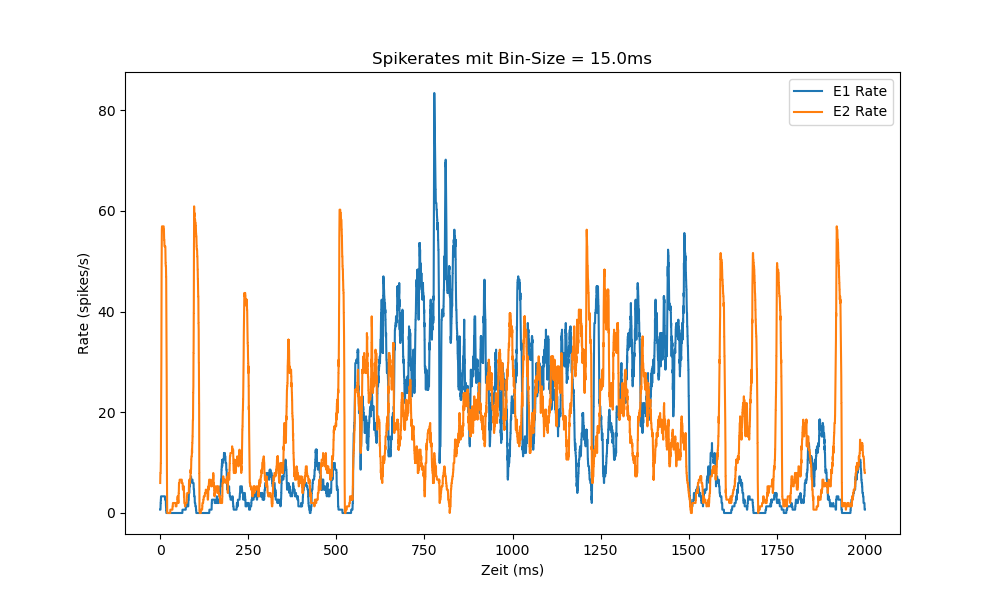 Spikerates mit Bin-Size = 15.0ms
E1 Rate
E2 Rate
Rate (spikes/s)
80
60
40
20
0
0 250 500 750 1000 1250 1500 1750 2000
Zeit (ms)